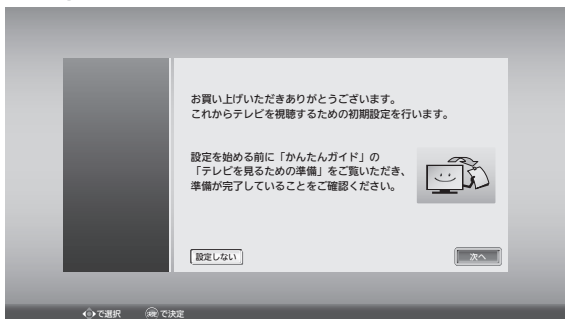 お買い上げいただきありがとうございます。
これからテレビを視聴するための初期設定を行います。
設定を始める前に「かんたんガイド」の
「テレビを見るための準備」をご覧いただき、
準備が完了していることをご確認ください。
設定しない
次へ
で選択 決定 で決定